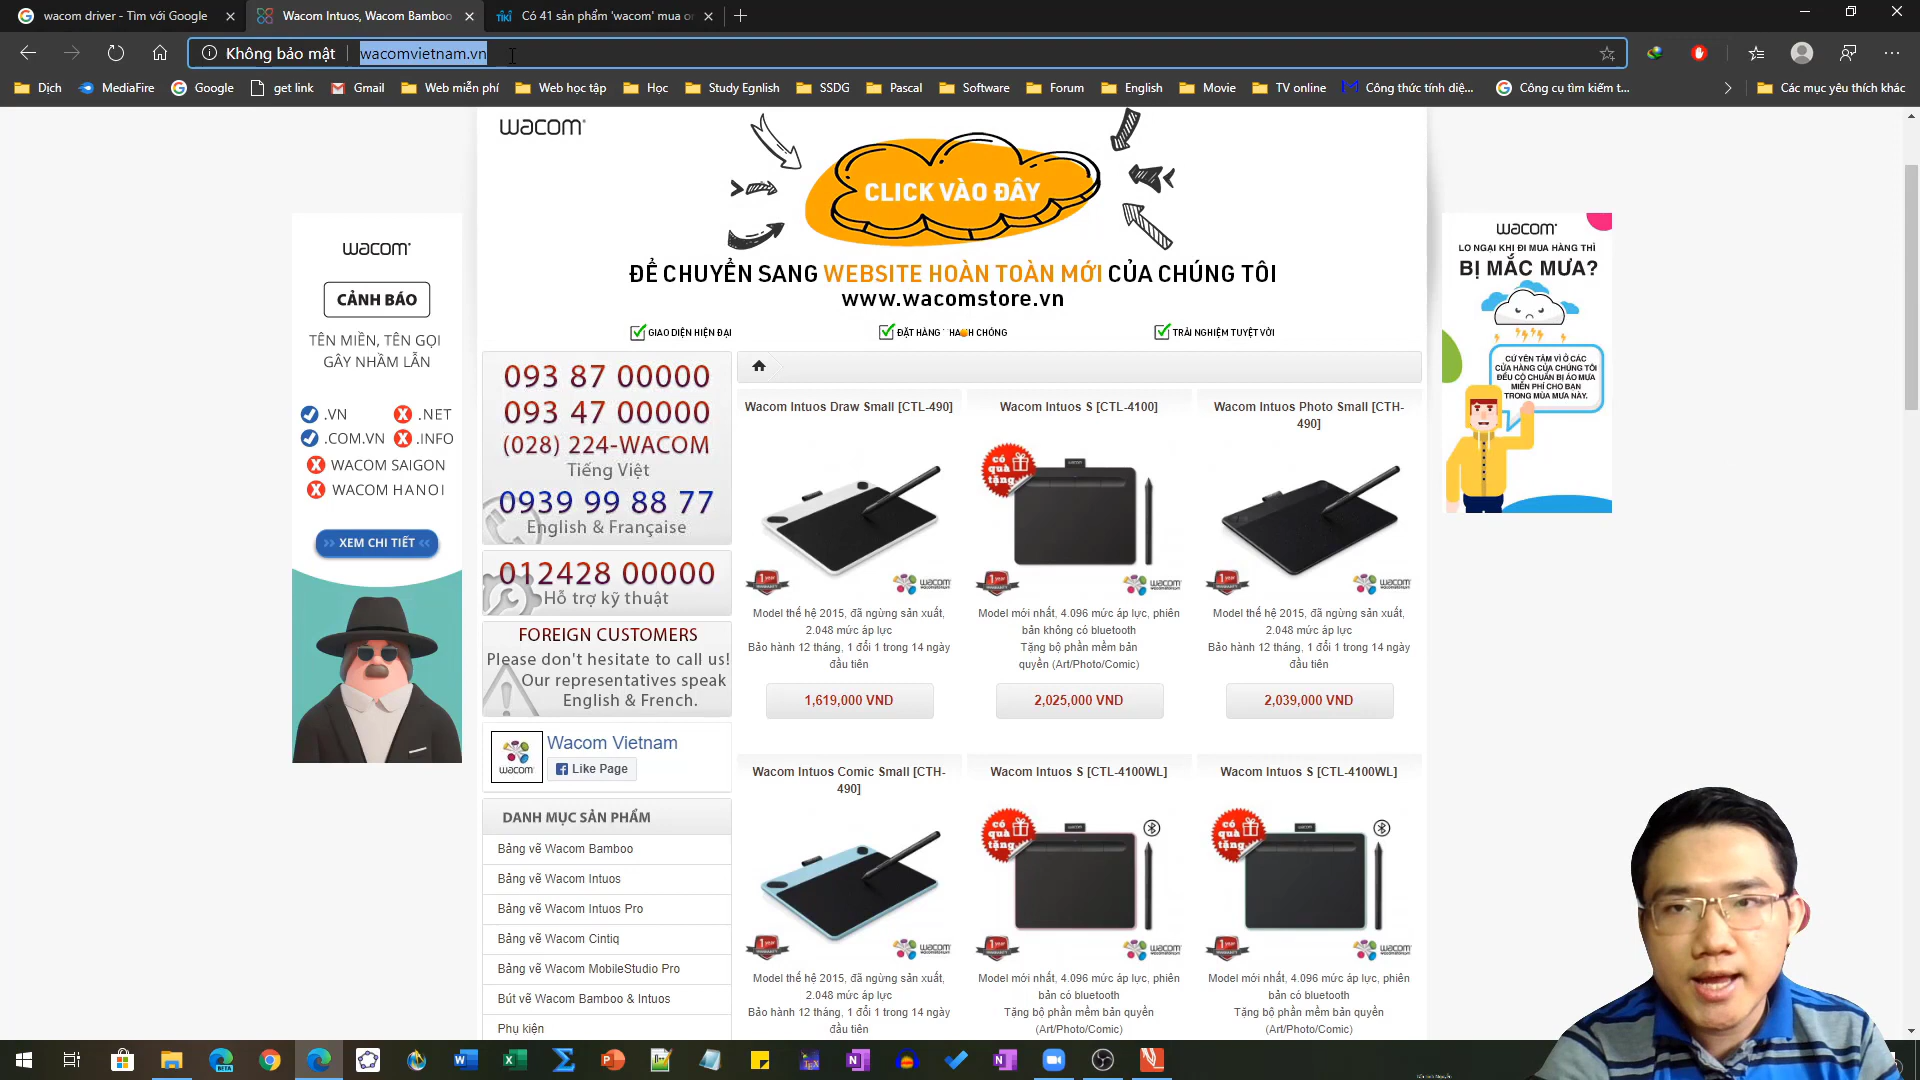 wacom driver - Tìm với Google
Wacom Intuos, Wacom Bamboo
TIKI Có 41 sản phẩm 'wacom' mua o
Không bảo mật
wacomvietnam.vn
Dịch
MediaFire
Google
get link
Gmail
Web miễn phí
Web học tập
Học
Study Egnlish
SSDG
Pascal
Software
Forum
English
Movie
TV online
Công thức tính diệ...
Công cụ tìm kiếm t...
Các mục yêu thích khác
wacom
CLICK VÀO ĐÂY
ĐỂ CHUYỂN SANG WEBSITE HOÀN TOÀN MỚI CỦA CHÚNG TÔI
www.wacomstore.vn
GIAO DIỆN HIỆN ĐẠI
ĐẶT HÀNG NHANH CHÓNG
TRẢI NGHIỆM TUYỆT VỜI
wacom
CẢNH BÁO
TÊN MIỀN, TÊN GỌI
GÂY NHẦM LẪN
.VN
.NET
.COM.VN
.INFO
WACOM SAIGON
WACOM HANOI
>> XEM CHI TIẾT <<
093 87 00000
093 47 00000
(028) 224-WACOM
Tiếng Việt
0939 99 88 77
English & Française
012428 00000
Hỗ trợ kỹ thuật
FOREIGN CUSTOMERS
Please don't hesitate to call us!
Our representatives speak
English & French.
wacom
Wacom Vietnam
Like Page
DANH MỤC SẢN PHẨM
Bảng vẽ Wacom Bamboo
Bảng vẽ Wacom Intuos
Bảng vẽ Wacom Intuos Pro
Bảng vẽ Wacom Cintiq
Bảng vẽ Wacom MobileStudio Pro
Bút vẽ Wacom Bamboo & Intuos
Phụ kiện
Wacom Intuos Draw Small [CTL-490]
Model thế hệ 2015, đã ngừng sản xuất,
2.048 mức áp lực
Bảo hành 12 tháng, 1 đổi 1 trong 14 ngày
đầu tiên
1,619,000 VND
Wacom Intuos S [CTL-4100]
có
quà
tặng
Model mới nhất, 4.096 mức áp lực, phiên
bản không có bluetooth
Tặng bộ phần mềm bản
quyền (Art/Photo/Comic)
2,025,000 VND
Wacom Intuos Photo Small [CTH-
490]
Model thế hệ 2015, đã ngừng sản xuất,
2.048 mức áp lực
Bảo hành 12 tháng, 1 đổi 1 trong 14 ngày
đầu tiên
2,039,000 VND
Wacom Intuos Comic Small [CTH-
490]
Model thế hệ 2015, đã ngừng sản xuất,
2.048 mức áp lực
Bảo hành 12 tháng, 1 đổi 1 trong 14 ngày
đầu tiên
Wacom Intuos S [CTL-4100WL]
có
quà
tặng
Model mới nhất, 4.096 mức áp lực, phiên
bản có bluetooth
Tặng bộ phần mềm bản quyền
(Art/Photo/Comic)
Wacom Intuos S [CTL-4100WL]
có
quà
tặng
Model mới nhất, 4.096 mức áp lực, phiên
bản có bluetooth
Tặng bộ phần mềm bản quyền
(Art/Photo/Comic)
wacom
LO NGẠI KHI ĐI MUA HÀNG THÌ
BỊ MẮC MƯA?
CỨ YÊN TÂM VÌ Ở CÁC
CỬA HÀNG CỦA CHÚNG TÔI
ĐỀU CÓ CHUẨN BỊ ÁO MƯA
MIỄN PHÍ CHO BẠN
TRONG MÙA MƯA NÀY.